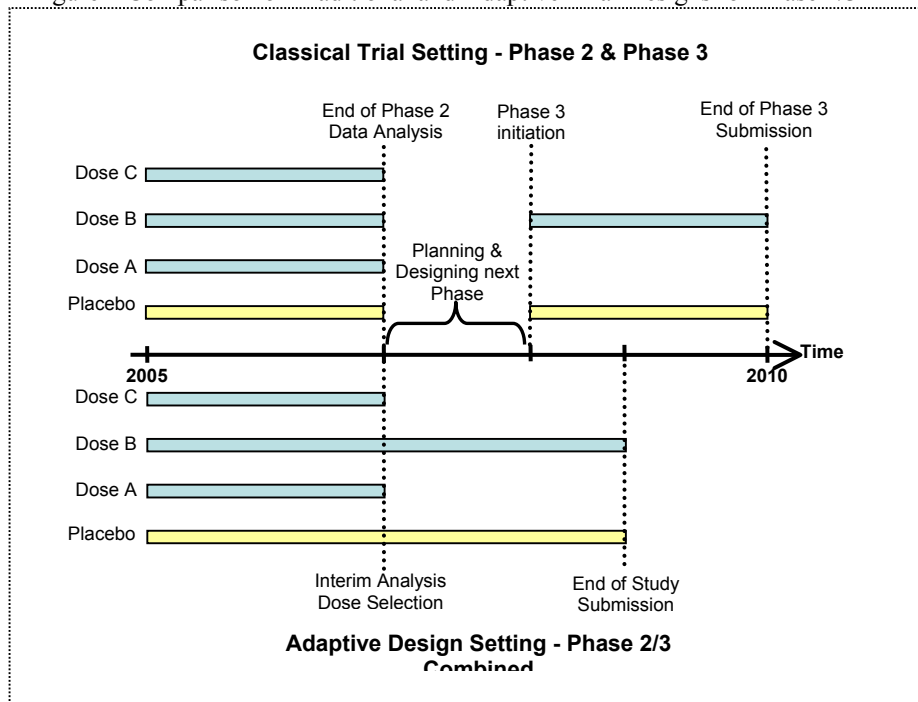 Classical Trial Setting - Phase 2 & Phase 3
End of Phase 2
Data Analysis
Phase 3
initiation
End of Phase 3
Submission
Dose C
Dose B
Dose A
Placebo
Planning &
Designing next
Phase
Time
2005
2010
Dose C
Dose B
Dose A
Placebo
Interim Analysis
Dose Selection
End of Study
Submission
Adaptive Design Setting - Phase 2/3
Combined